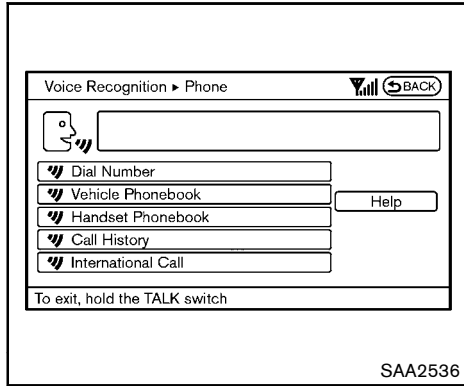 Voice Recognition ▸ Phone
BACK
Dial Number
Vehicle Phonebook
Help
Handset Phonebook
Call History
International Call
To exit, hold the TALK switch
SAA2536